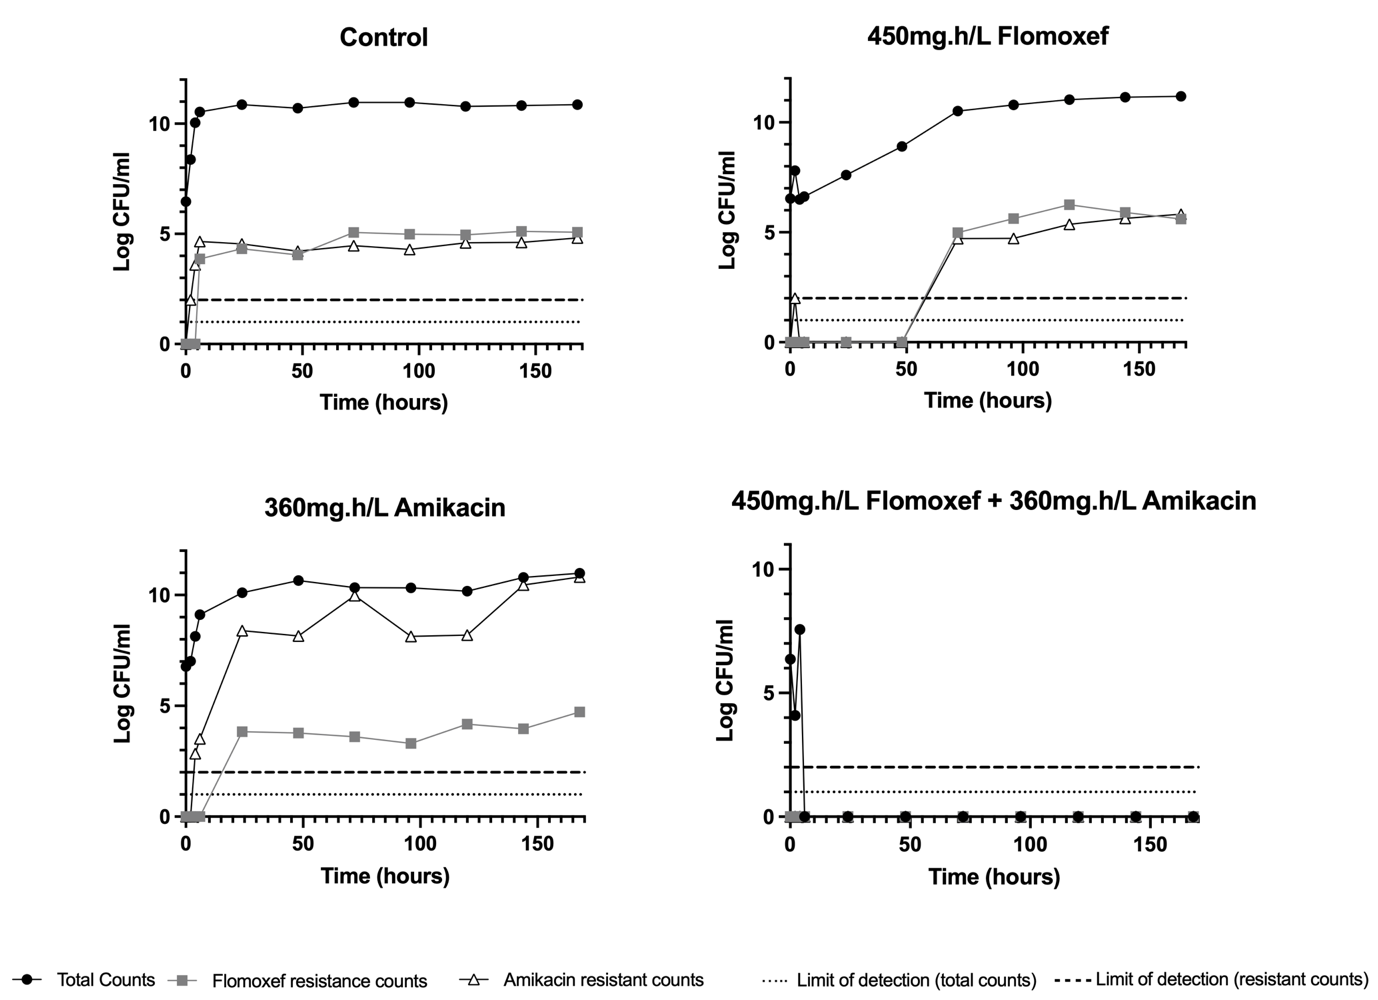 Control
10
5
0
Log CFU/ml
0 50 100 150
Time (hours)
450mg.h/L Flomoxef
10
5
0
Log CFU/ml
0 50 100 150
Time (hours)
360mg.h/L Amikacin
10
5
0
Log CFU/ml
0 50 100 150
Time (hours)
450mg.h/L Flomoxef + 360mg.h/L Amikacin
10
5
0
Log CFU/ml
0 50 100 150
Time (hours)
Total Counts Flomoxef resistance counts Amikacin resistant counts Limit of detection (total counts) Limit of detection (resistant counts)